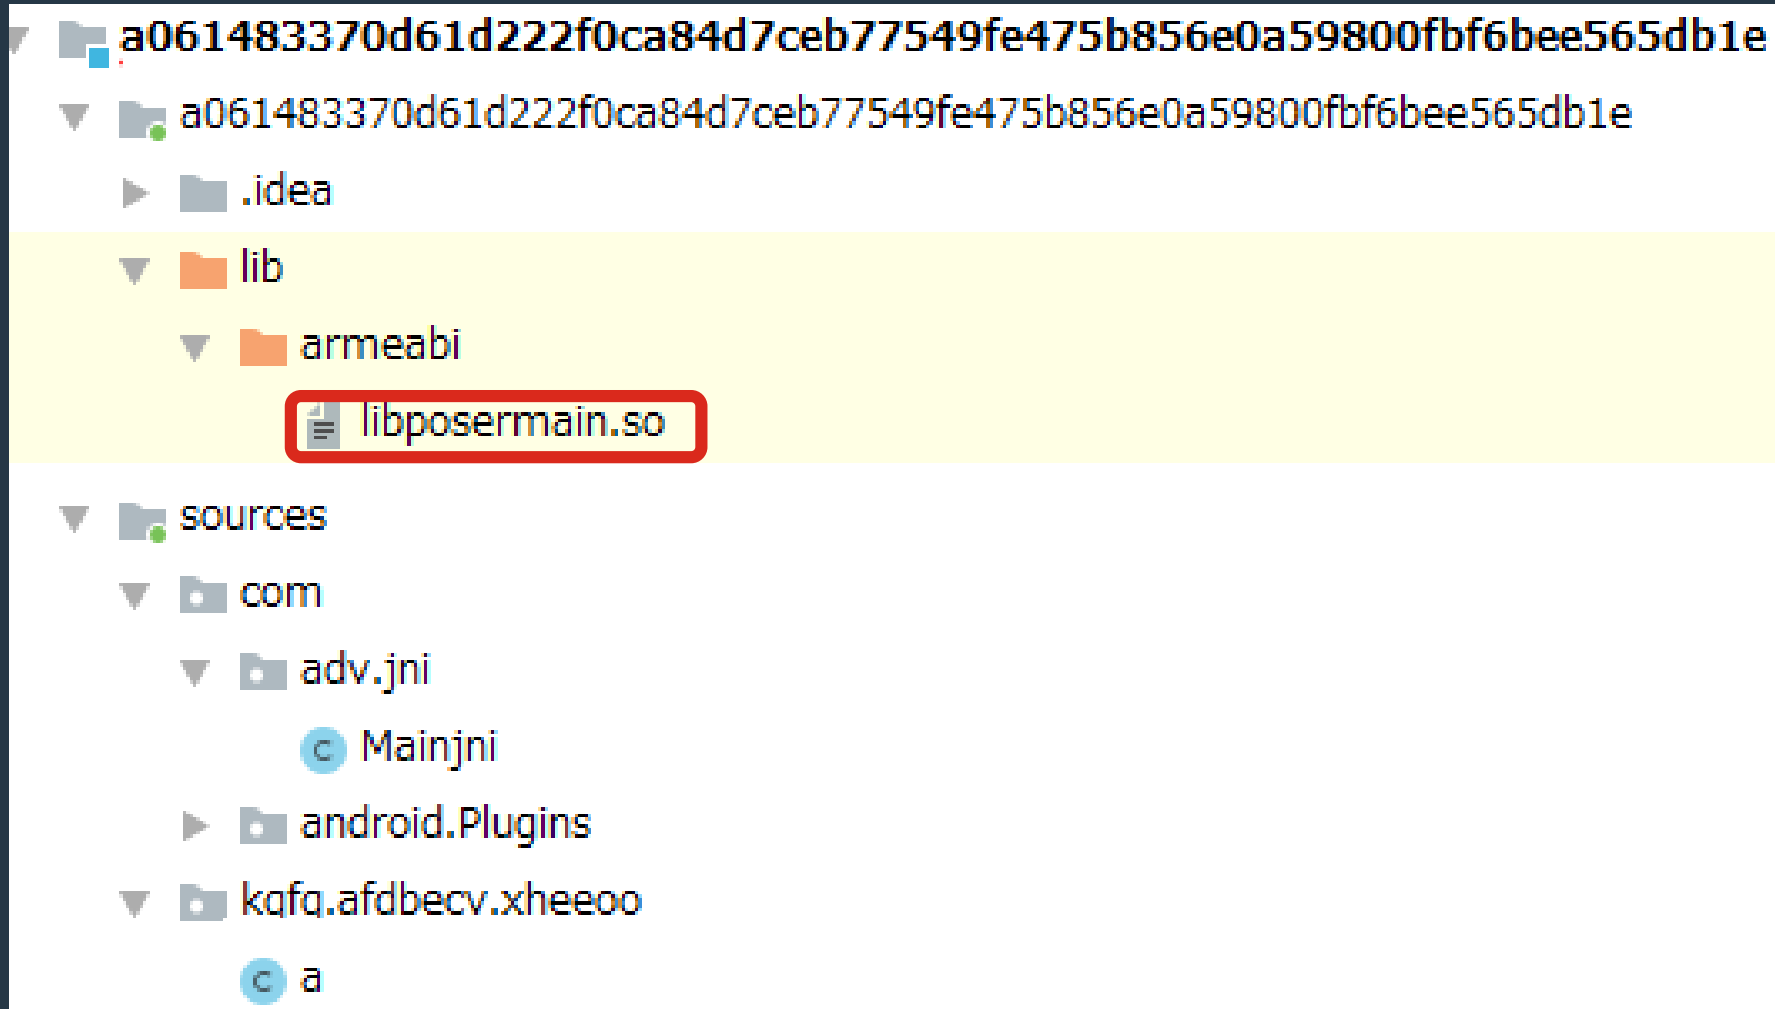 a061483370d61d222f0ca84d7ceb77549fe475b856e0a59800fbf6bee565db1e
a061483370d61d222f0ca84d7ceb77549fe475b856e0a59800fbf6bee565db1e
.idea
lib
armeabi
libposermain.so
sources
com
adv.jni
c Mainjni
android.Plugins
kqfq.afdbecv.xheeoo
c a